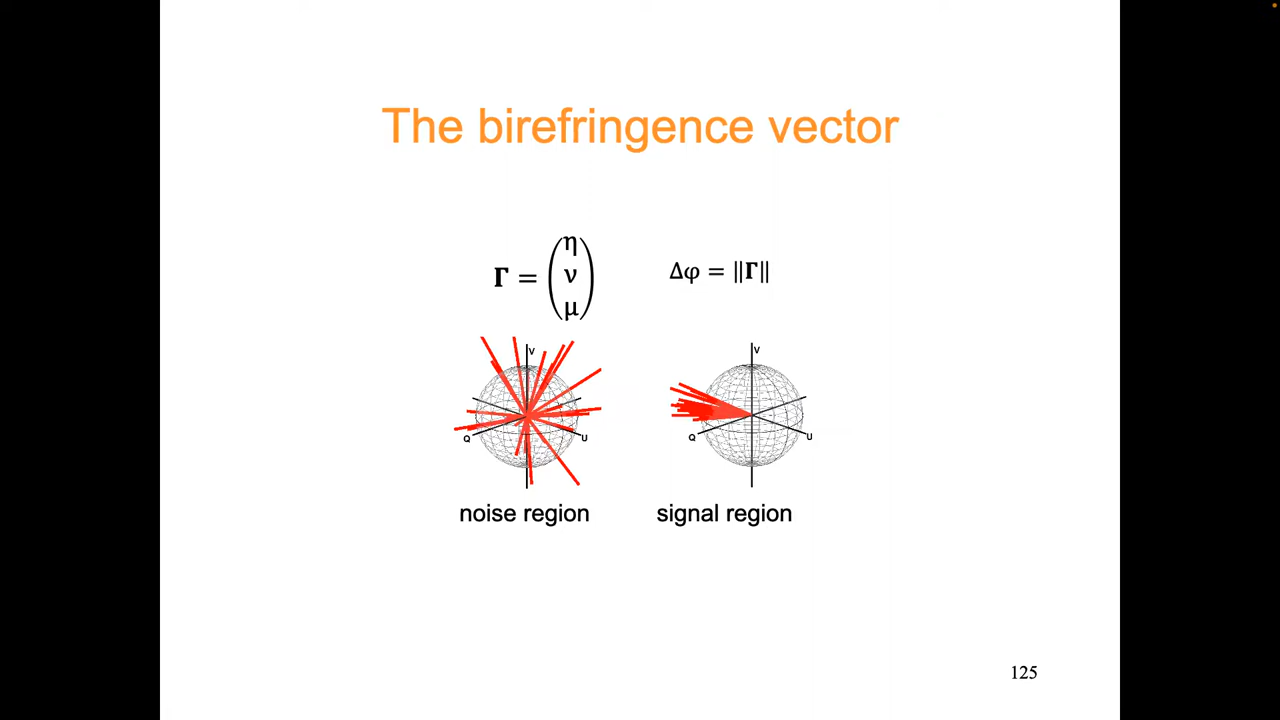 The birefringence vector
𝚪 = (η ν μ)
Δφ = ‖𝚪‖
V
Q
U
V
Q
U
noise region
signal region
125